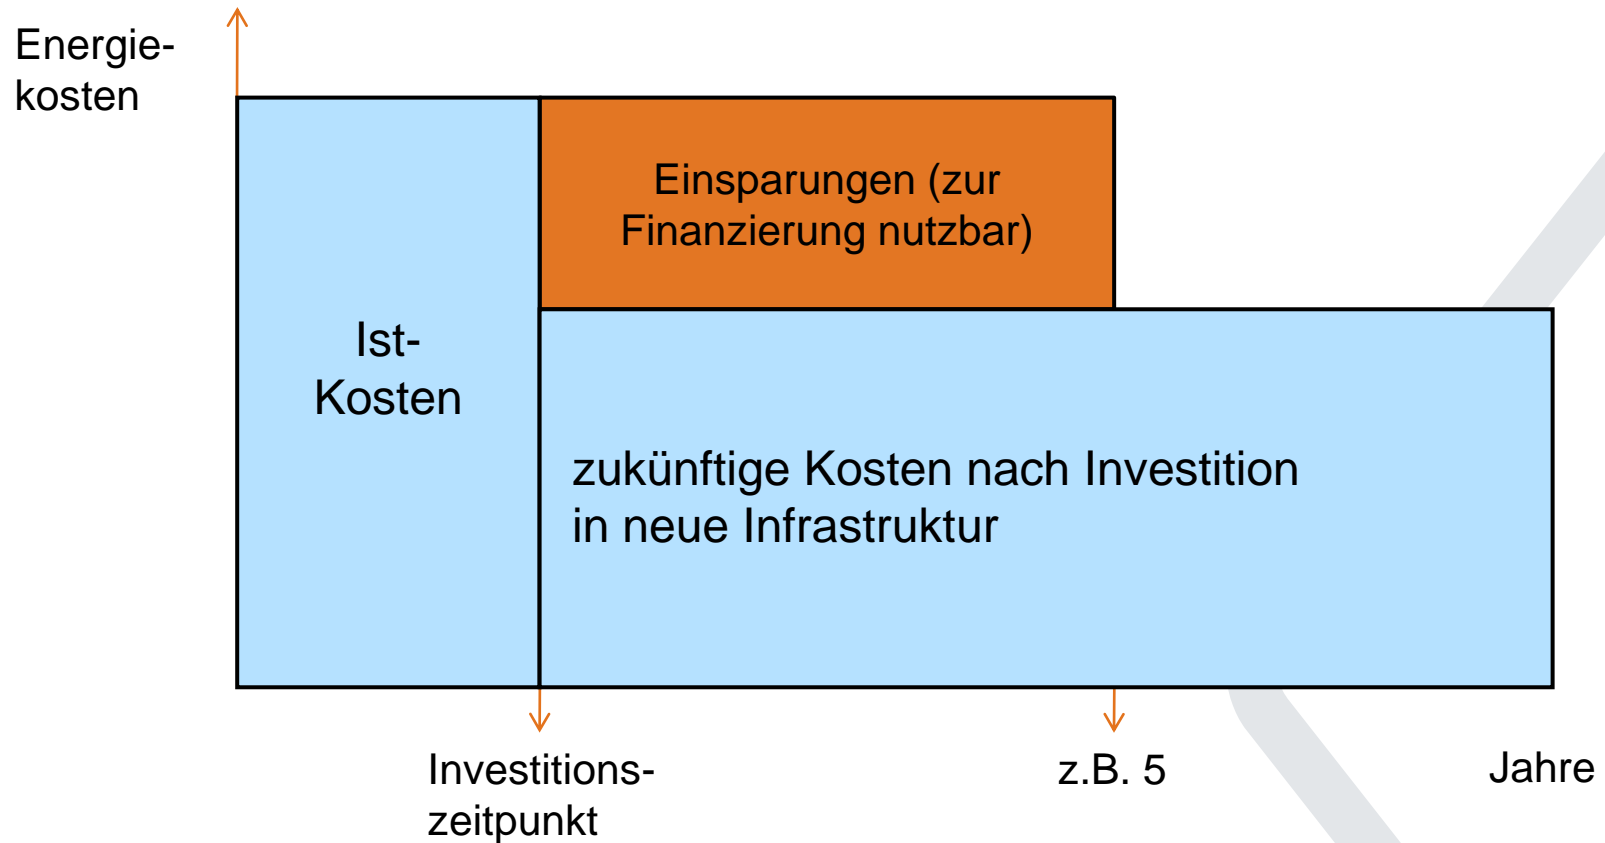 Energie-
kosten
Einsparungen (zur
Finanzierung nutzbar)
Ist-
Kosten
zukünftige Kosten nach Investition
in neue Infrastruktur
Investitions-
zeitpunkt
z.B. 5
Jahre